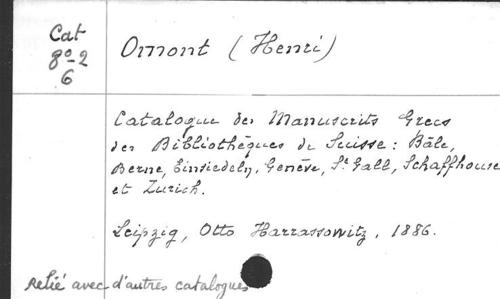 Cat
8°-2
6
Omont (Henri)
Catalogue des Manuscrits Grecs
des Bibliothèques de Suisse : Bâle,
Berne, Einsiedeln, Genève, St Gall, Schaffhouse
et Zurich.
Leipzig, Otto Harrassowitz, 1886.
Relié avec d'autres catalogues